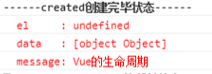 ------created创建完毕状态------
el     : undefined
data   : [object Object]
message: Vue的生命周期